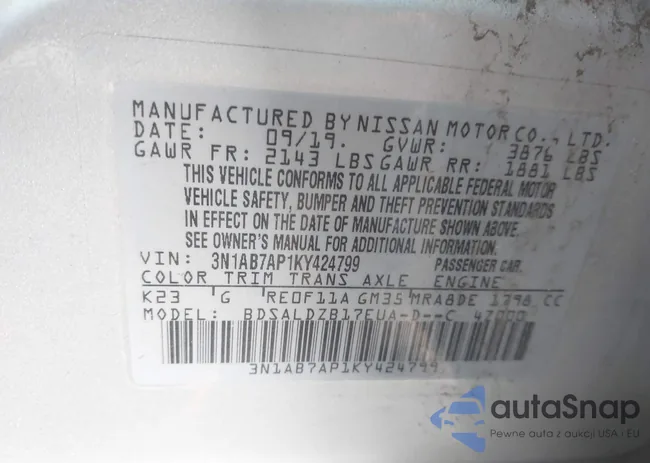 MANUFACTURED BY NISSAN MOTOR CO., LTD.
DATE: 09/19. GVWR: 3876 LBS
GAWR FR: 2143 LBS GAWR RR: 1881 LBS
THIS VEHICLE CONFORMS TO ALL APPLICABLE FEDERAL MOTOR
VEHICLE SAFETY, BUMPER AND THEFT PREVENTION STANDARDS
IN EFFECT ON THE DATE OF MANUFACTURE SHOWN ABOVE.
SEE OWNER'S MANUAL FOR ADDITIONAL INFORMATION.
VIN: 3N1AB7AP1KY424799 PASSENGER CAR
COLOR TRIM TRANS AXLE ENGINE
K23 G RE0F11A GM35 MRA8DE 1798 CC
MODEL: BDSALDZB17EUA-D--C 47000
3N1AB7AP1KY424799
autaSnap
Pewne auta z aukcji USA i EU